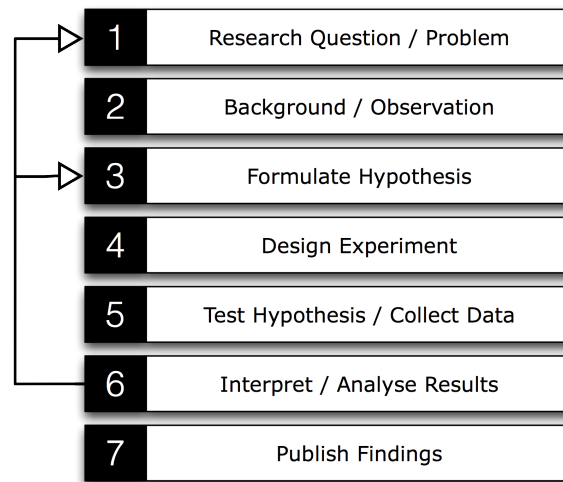 1 Research Question / Problem
2 Background / Observation
3 Formulate Hypothesis
4 Design Experiment
5 Test Hypothesis / Collect Data
6 Interpret / Analyse Results
7 Publish Findings